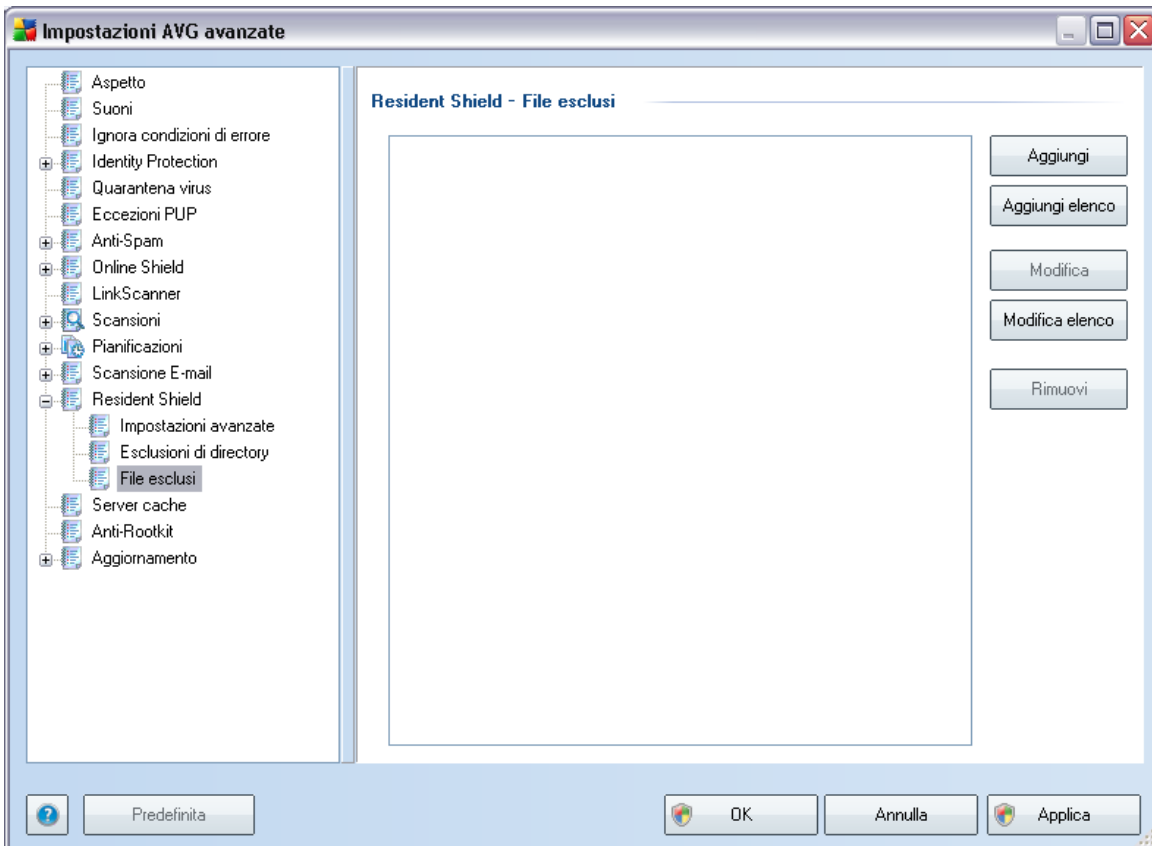 Impostazioni AVG avanzate
Aspetto
Suoni
Ignora condizioni di errore
Identity Protection
Quarantena virus
Eccezioni PUP
Anti-Spam
Online Shield
LinkScanner
Scansioni
Pianificazioni
Scansione E-mail
Resident Shield
Impostazioni avanzate
Esclusioni di directory
File esclusi
Server cache
Anti-Rootkit
Aggiornamento
Resident Shield - File esclusi
Aggiungi
Aggiungi elenco
Modifica
Modifica elenco
Rimuovi
?
Predefinita
OK
Annulla
Applica